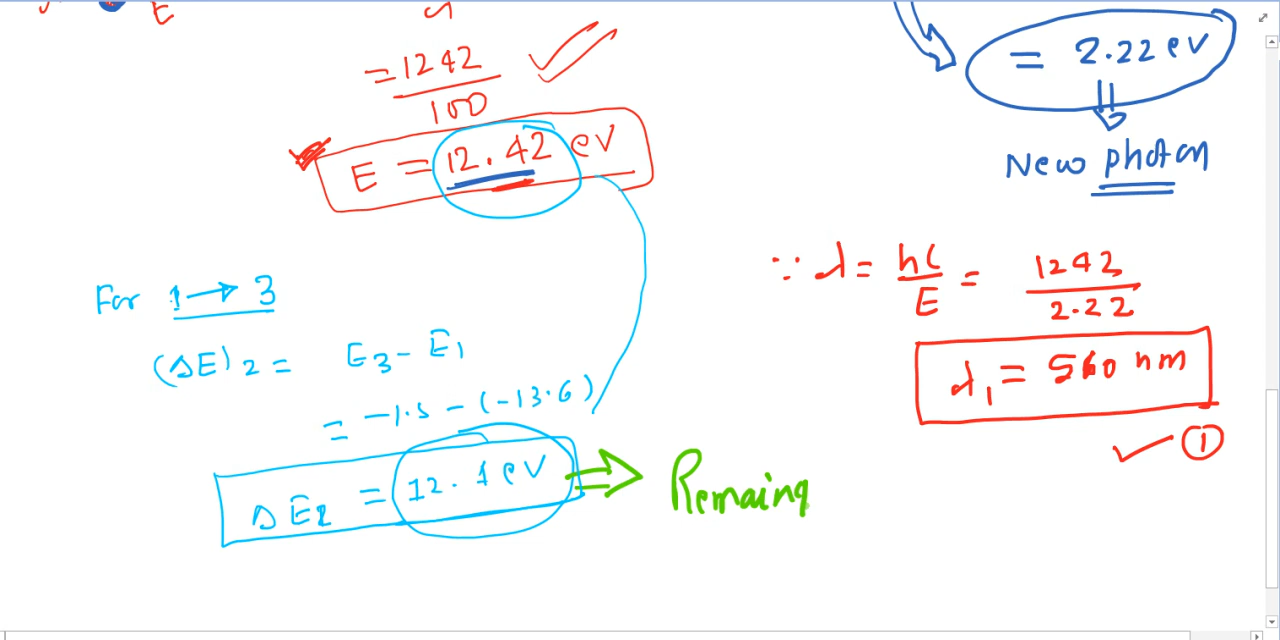 E
= 1242
100
E = 12.42 eV
For 1 → 3
(ΔE)2 = E3 - E1
= -1.5 - (-13.6)
ΔE2 = 12.1 eV ⇒ Remaing
= 2.22 eV
New photon
∵ λ = hC/E = 1242/2.22
λ1 = 560 nm
✓ ①